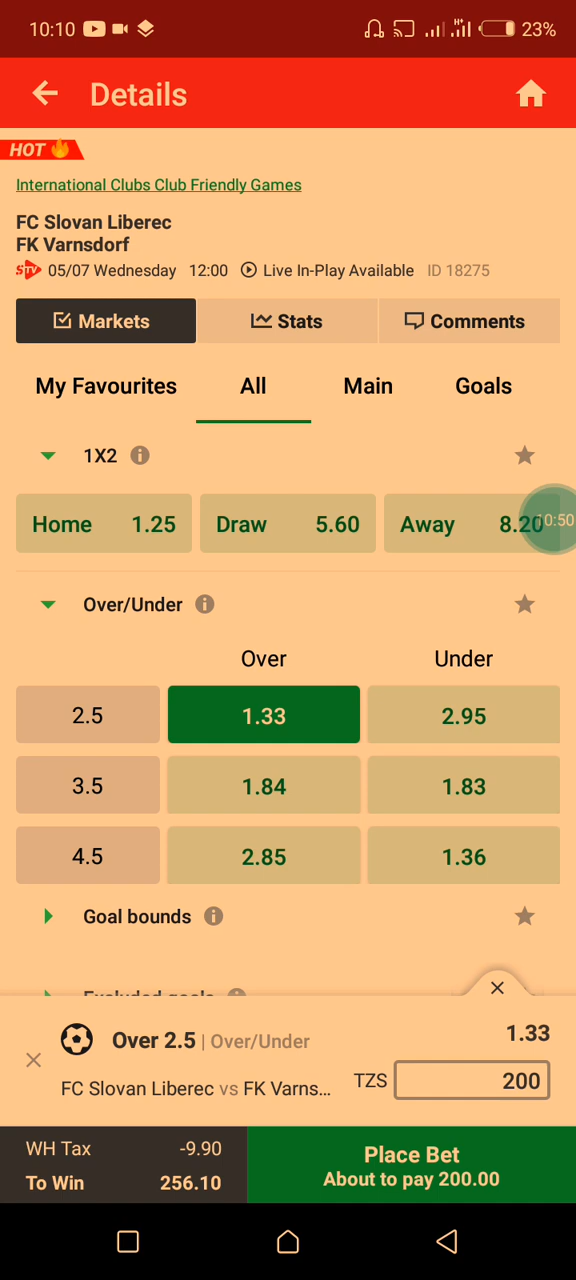 10:10 H+ 23%
Details
HOT
International Clubs Club Friendly Games
FC Slovan Liberec
FK Varnsdorf
STV 05/07 Wednesday 12:00 Live In-Play Available ID 18275
Markets Stats Comments
My Favourites All Main Goals
1X2
Home 1.25 Draw 5.60 Away 8.20
10:50
Over/Under
Over Under
2.5 1.33 2.95
3.5 1.84 1.83
4.5 2.85 1.36
Goal bounds
Excluded goals
Over 2.5 | Over/Under 1.33
FC Slovan Liberec vs FK Varns... TZS 200
WH Tax -9.90
To Win 256.10
Place Bet
About to pay 200.00